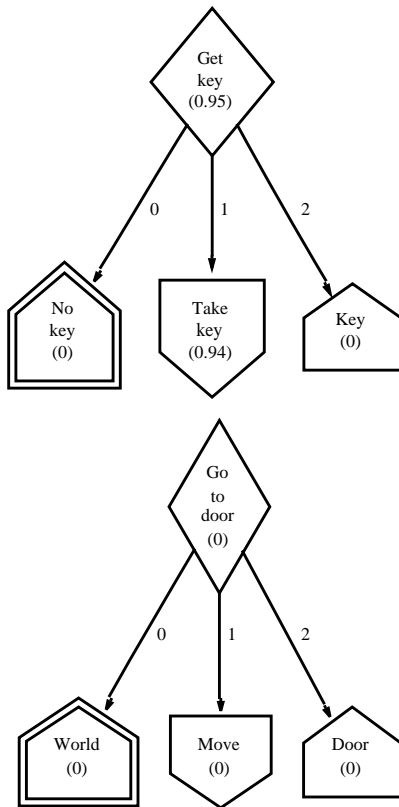 Get
key
(0.95)
0
1
2
No
key
(0)
Take
key
(0.94)
Key
(0)
Go
to
door
(0)
0
1
2
World
(0)
Move
(0)
Door
(0)